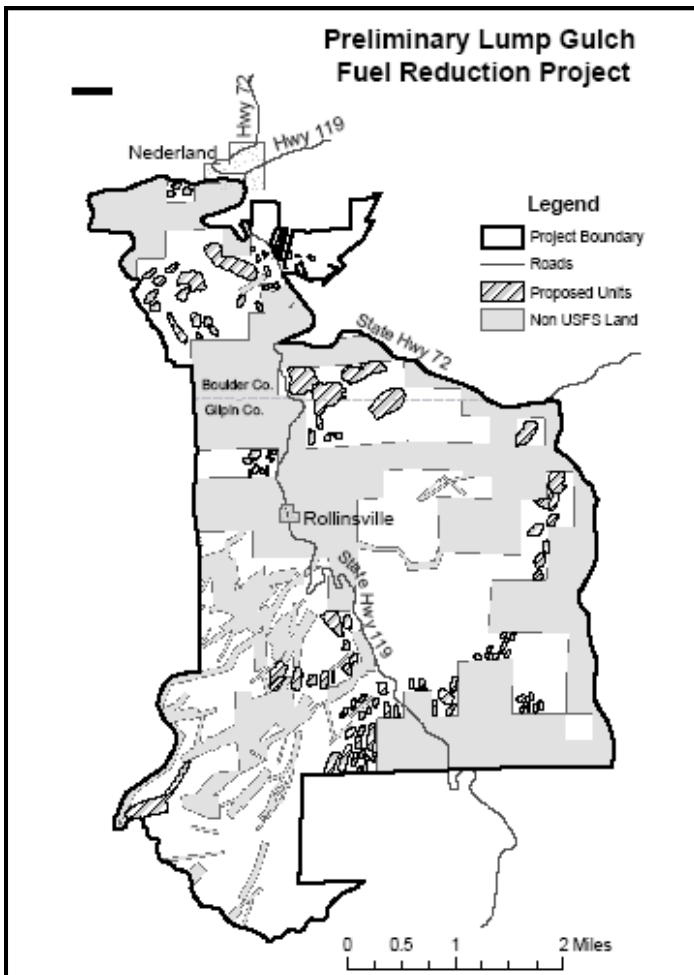 Preliminary Lump Gulch
Fuel Reduction Project
Hwy 72
Hwy 119
Nederland
Legend
Project Boundary
Roads
Proposed Units
Non USFS Land
State Hwy 72
Boulder Co.
Gilpin Co.
Rollinsville
State Hwy 119
0 0.5 1 2 Miles